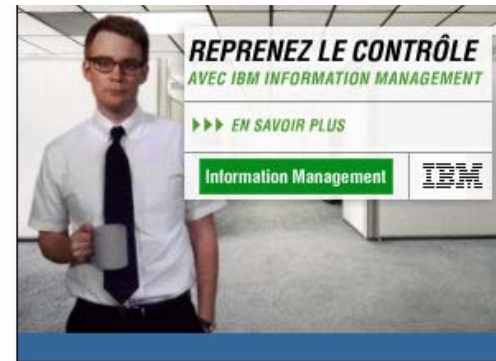 REPRENEZ LE CONTRÔLE
AVEC IBM INFORMATION MANAGEMENT
EN SAVOIR PLUS
Information Management
IBM